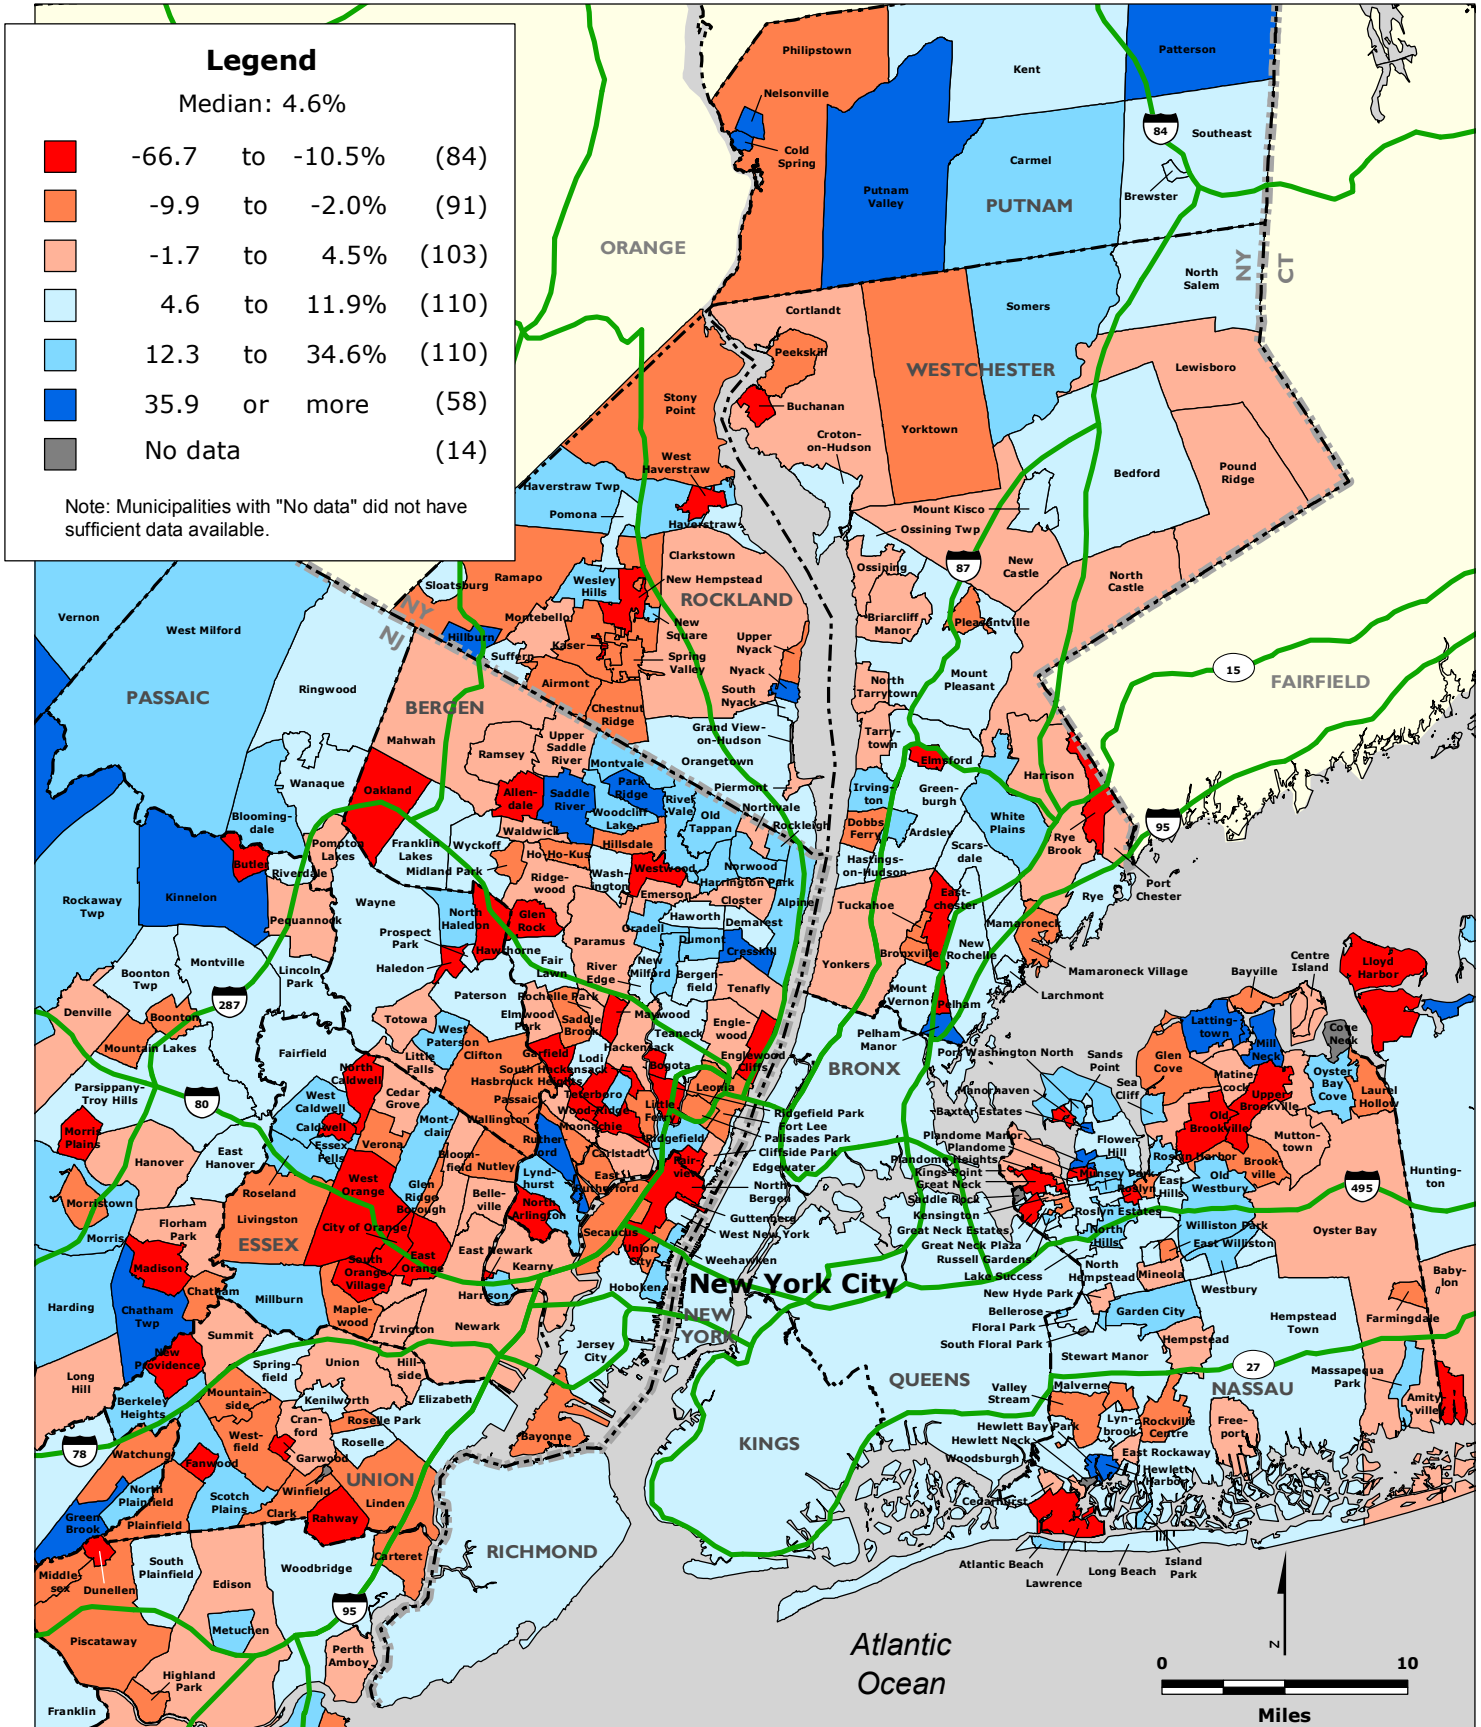 Legend
Median: 4.6%
-66.7 to -10.5% (84)
-9.9 to -2.0% (91)
-1.7 to 4.5% (103)
4.6 to 11.9% (110)
12.3 to 34.6% (110)
35.9 or more (58)
No data (14)
Note: Municipalities with "No data" did not have
sufficient data available.
Philipstown
Kent
Patterson
Nelsonville
Cold
Spring
84
Southeast
Carmel
Putnam
Valley
PUTNAM
Brewster
ORANGE
NY
CT
North
Salem
Somers
Cortlandt
Peekskill
WESTCHESTER
Lewisboro
Stony
Point
Buchanan
Yorktown
Croton-
on-Hudson
West
Haverstraw
Bedford
Pound
Ridge
Haverstraw Twp
Pomona
Haverstraw
Mount Kisco
Ossining Twp
Clarkstown
Ossining
87
New
Castle
North
Castle
Sloatsburg
Ramapo
Wesley
Hills
New Hempstead
ROCKLAND
NY
NJ
Montebello
Briarcliff
Manor
Pleasantville
Vernon
West Milford
Hillburn
Kaser
New
Square
Upper
Nyack
Suffern
Spring
Valley
Nyack
15
FAIRFIELD
Ringwood
Airmont
South
Nyack
North
Tarrytown
Mount
Pleasant
PASSAIC
BERGEN
Chestnut
Ridge
Mahwah
Upper
Saddle
River
Grand View-
on-Hudson
Tarry-
town
Ramsey
Montvale
Orangetown
Elmsford
Harrison
Wanaque
Oakland
Allen-
dale
Saddle
River
Park
Ridge
Piermont
Irving-
ton
Green-
burgh
River
Vale
Northvale
Blooming-
dale
Woodcliff
Lake
Old
Tappan
Rockleigh
Dobbs
Ferry
Ardsley
White
Plains
95
Waldwick
Hillsdale
Rye
Brook
Pompton
Lakes
Franklin
Lakes
Wyckoff
Ho-Ho-Kus
Scars-
dale
Butler
Riverdale
Midland Park
Ridge-
wood
Wash-
ington
Westwood
Norwood
Hastings-
on-Hudson
Harrington Park
Port
Chester
Kinnelon
Emerson
Closter
Alpine
Tuckahoe
East-
chester
Rye
Rockaway
Twp
Wayne
North
Haledon
Glen
Rock
Haworth
Demarest
Pequannock
Oradell
Mamaroneck
Prospect
Park
Hawthorne
Paramus
Dumont
Cresskill
Bronxville
New
Rochelle
Haledon
Fair
Lawn
River
Edge
New
Milford
Bergen-
field
Yonkers
Mamaroneck Village
Montville
Boonton
Twp
Lincoln
Park
Tenafly
Mount
Vernon
Larchmont
Bayville
Centre
Island
Lloyd
Harbor
Paterson
Rochelle Park
Pelham
287
Denville
Boonton
Totowa
Elmwood
Park
Saddle
Brook
Maywood
Teaneck
Engle-
wood
Latting-
town
Cove
Neck
Mountain Lakes
West
Paterson
Pelham
Manor
Mill
Neck
Fairfield
Clifton
Garfield
Lodi
Hackensack
Englewood
Cliffs
Port Washington North
Sands
Point
Glen
Cove
North
Caldwell
Little
Falls
South Hackensack
Bogota
BRONX
Matine-
cock
Oyster
Bay
Cove
Parsippany-
Troy Hills
Hasbrouck Heights
Leonia
Manorhaven
Sea
Cliff
Upper
Brookville
Laurel
Hollow
80
West
Caldwell
Cedar
Grove
Passaic
Teterboro
Little
Ferry
Baxter Estates
Wood-Ridge
Ridgefield Park
Old
Brookville
Morris
Plains
Caldwell
Mont-
clair
Wallington
Moonachie
Fort Lee
Plandome Manor
Flower
Hill
Mutton-
town
Essex
Fells
Verona
Ruther-
ford
Ridgefield
Palisades Park
Plandome
Hanover
East
Hanover
Bloom-
field
Nutley
Carlstadt
Cliffside Park
Plandome Heights
Roslyn Harbor
Brook-
ville
Fair-
view
Edgewater
Kings Point
Munsey Park
Old
Westbury
Hunting-
ton
Morristown
Roseland
West
Orange
Glen
Ridge
Borough
Belle-
ville
Lynd-
hurst
East
Rutherford
North
Bergen
Great Neck
Roslyn
East
Hills
495
Saddle Rock
Livingston
North
Arlington
Guttenberg
Kensington
Roslyn Estates
Florham
Park
City of Orange
Secaucus
West New York
Great Neck Estates
North
Hills
Williston Park
Oyster Bay
Morris
ESSEX
East Newark
Union
City
Great Neck Plaza
East Williston
Madison
South
Orange
Village
East
Orange
Kearny
Weehawken
Russell Gardens
Harding
Chatham
Millburn
Harrison
Hoboken
New York City
Lake Success
North
Hempstead
Mineola
Baby-
lon
Chatham
Twp
Maple-
wood
Irvington
Newark
NEW
YORK
New Hyde Park
Westbury
Bellerose
Garden City
Hempstead
Town
Farmingdale
Summit
Jersey
City
Floral Park
Hempstead
New
Providence
South Floral Park
Long
Hill
Spring-
field
Union
Hill-
side
Stewart Manor
27
Massapequa
Park
QUEENS
NASSAU
Berkeley
Heights
Mountain-
side
Kenilworth
Elizabeth
Valley
Stream
Malverne
Amity-
ville
Cran-
ford
Roselle Park
Lyn-
brook
Rockville
Centre
Free-
port
78
Watchung
West-
field
Roselle
Bayonne
KINGS
Hewlett Bay Park
Hewlett Neck
East Rockaway
Fanwood
Garwood
Woodsburgh
Hewlett
Harbor
North
Plainfield
Scotch
Plains
Winfield
UNION
Linden
Cedarhurst
Green
Brook
Plainfield
Clark
Rahway
RICHMOND
Atlantic Beach
Lawrence
Long Beach
Island
Park
Middle-
sex
Dunellen
South
Plainfield
Edison
Woodbridge
Carteret
95
Metuchen
Piscataway
Perth
Amboy
Highland
Park
Franklin
Atlantic
Ocean
N
0 10
Miles